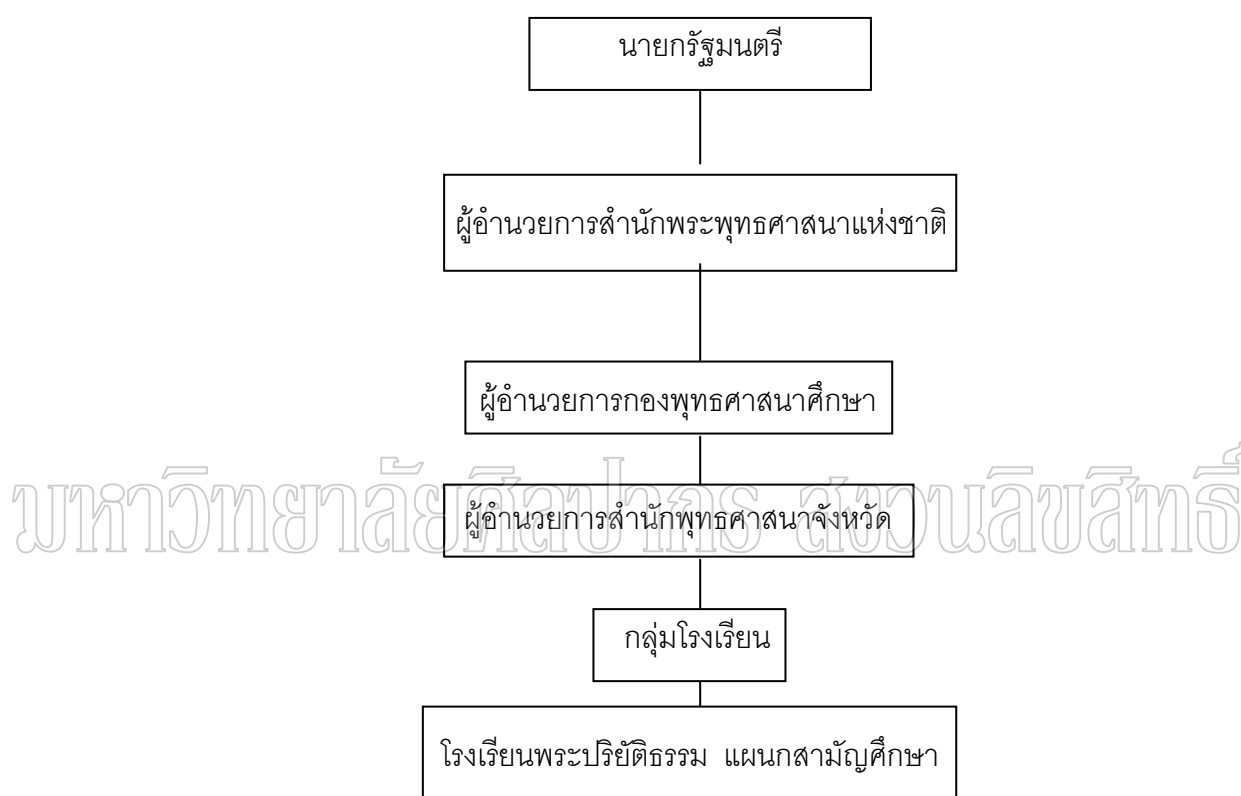 นายกรัฐมนตรี
ผู้อำนวยการสำนักพระพุทธศาสนาแห่งชาติ
ผู้อำนวยการกองพุทธศาสนศึกษา
มหาวิทยาลัยศิลปากร สงวนลิขสิทธิ์
ผู้อำนวยการสำนักพุทธศาสนาจังหวัด
กลุ่มโรงเรียน
โรงเรียนพระปริยัติธรรม แผนกสามัญศึกษา